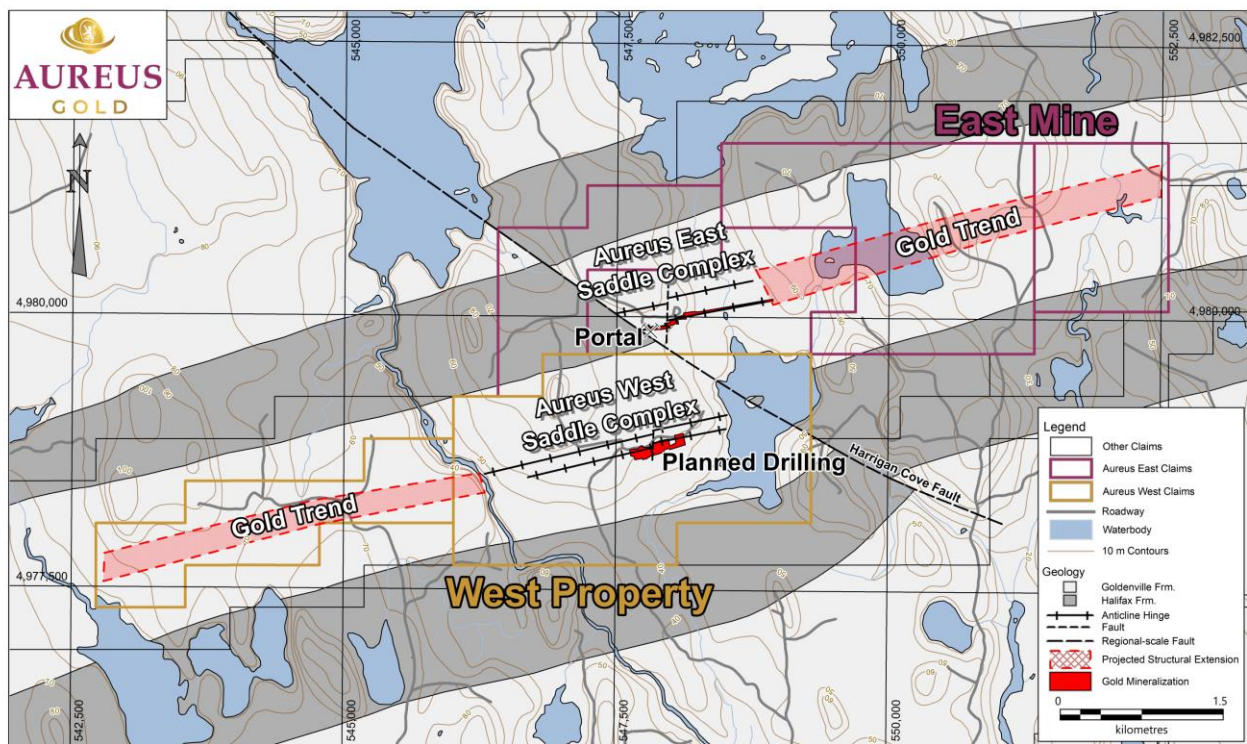 AUREUS
GOLD
N
545,000
547,500
550,000
552,500
4,982,500
East Mine
Gold Trend
Aureus East
Saddle Complex
4,980,000
4,980,000
Portal
Aureus West
Saddle Complex
Planned Drilling
Harrigan Cove Fault
Gold Trend
4,977,500
West Property
542,500
545,000
547,500
550,000
Legend
Other Claims
Aureus East Claims
Aureus West Claims
Roadway
Waterbody
10 m Contours
Geology
Goldenville Frm.
Halifax Frm.
Anticline Hinge
Fault
Regional-scale Fault
Projected Structural Extension
Gold Mineralization
0
1.5
kilometres